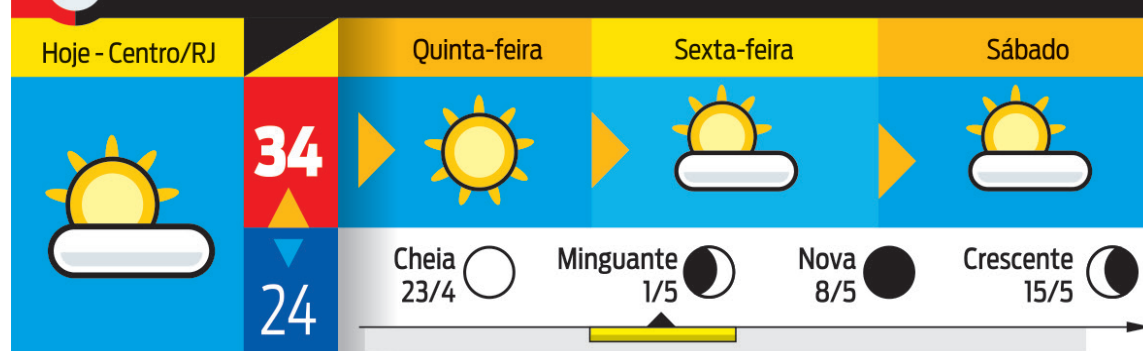 Hoje - Centro/RJ
34
24
Quinta-feira
Sexta-feira
Sábado
Cheia
23/4
Minguante
1/5
Nova
8/5
Crescente
15/5